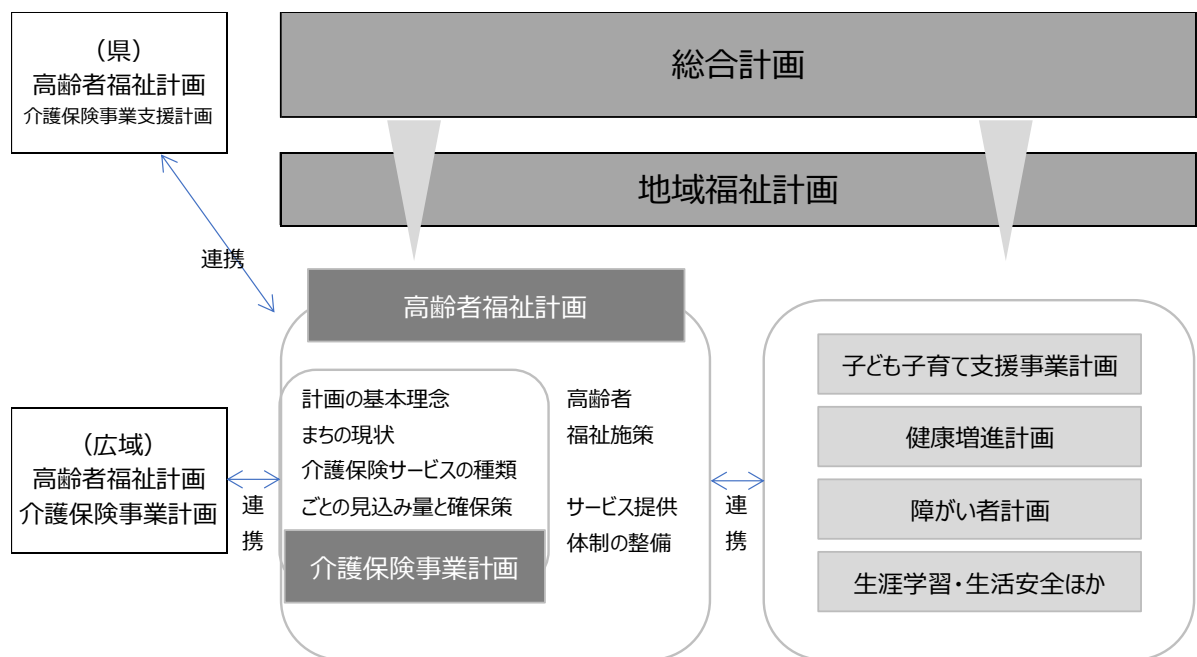 （県）
高齢者福祉計画
介護保険事業支援計画
総合計画
地域福祉計画
連携
高齢者福祉計画
計画の基本理念
まちの現状
介護保険サービスの種類
ごとの見込み量と確保策
介護保険事業計画
高齢者
福祉施策
サービス提供
体制の整備
（広域）
高齢者福祉計画
介護保険事業計画
連
携
連
携
子ども子育て支援事業計画
健康増進計画
障がい者計画
生涯学習・生活安全ほか